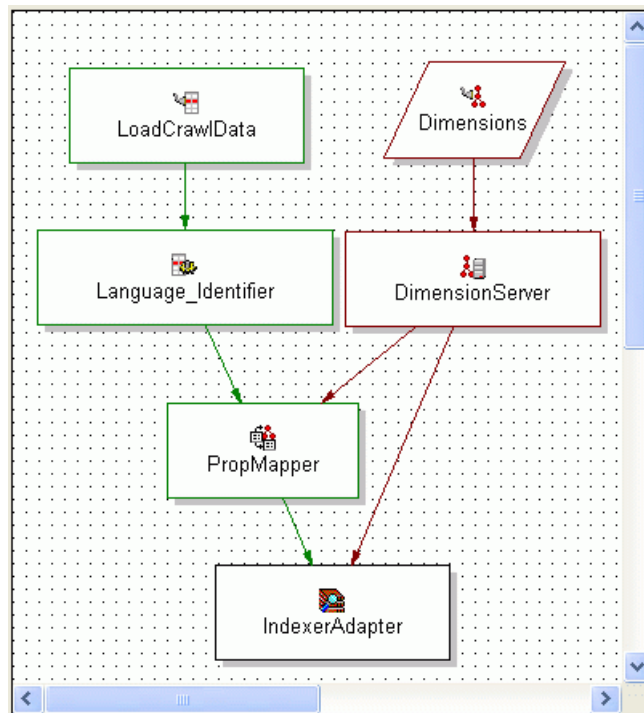 LoadCrawlData
Dimensions
Language_Identifier
DimensionServer
PropMapper
IndexerAdapter